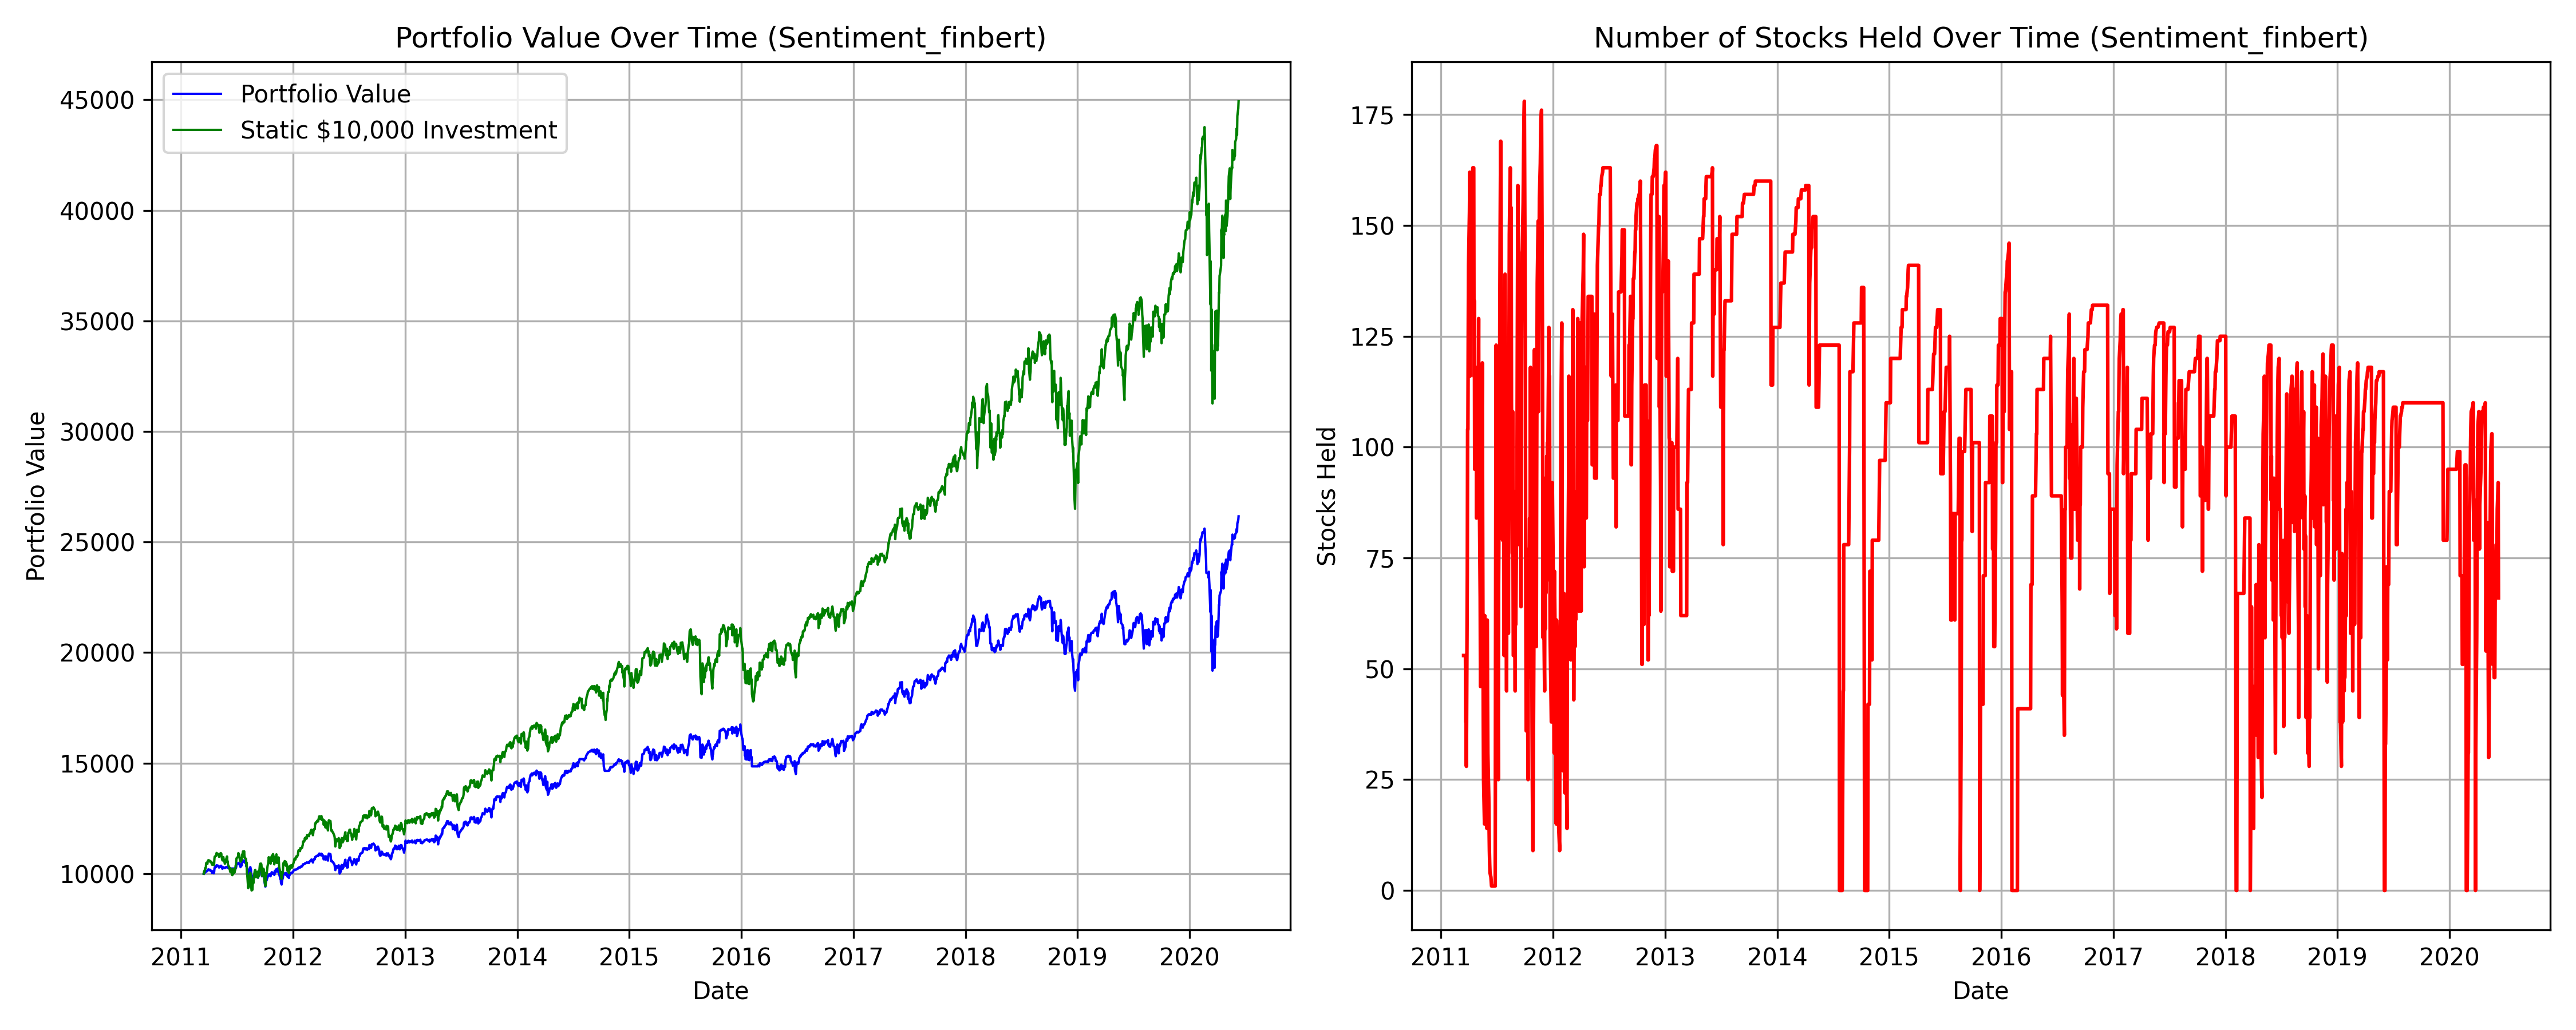 Portfolio Value Over Time (Sentiment_finbert)
Portfolio Value
Static $10,000 Investment
45000
40000
35000
30000
25000
20000
15000
10000
Portfolio Value
2011 2012 2013 2014 2015 2016 2017 2018 2019 2020
Date
Number of Stocks Held Over Time (Sentiment_finbert)
175
150
125
100
75
50
25
0
Stocks Held
2011 2012 2013 2014 2015 2016 2017 2018 2019 2020
Date